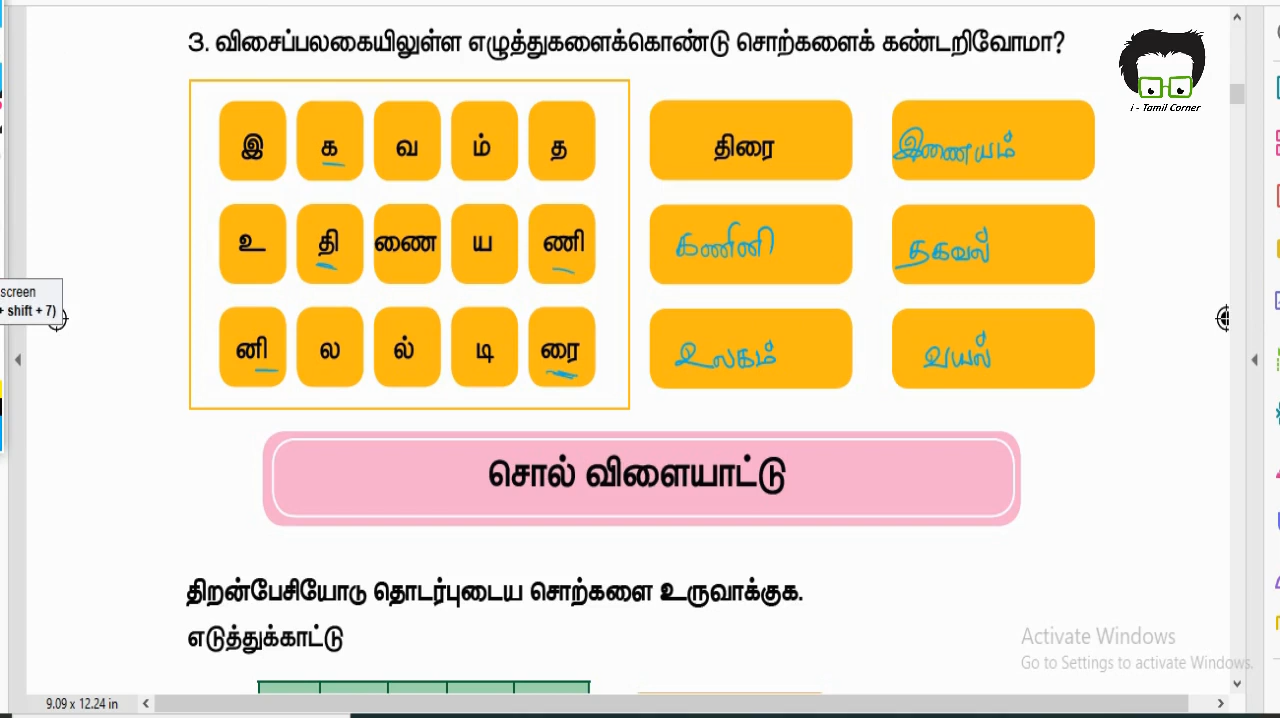 3. விசைப்பலகையிலுள்ள எழுத்துகளைக்கொண்டு சொற்களைக் கண்டறிவோமா?
i - Tamil Corner
இ க வ ம் த திரை இணையம்
உ தி ணை ய ணி கணினி தகவல்
screen
+ shift + 7)
னி ல ல் டி ரை உலகம் வயல்
சொல் விளையாட்டு
திறன்பேசியோடு தொடர்புடைய சொற்களை உருவாக்குக.
எடுத்துக்காட்டு
Activate Windows
Go to Settings to activate Windows.
9.09 x 12.24 in